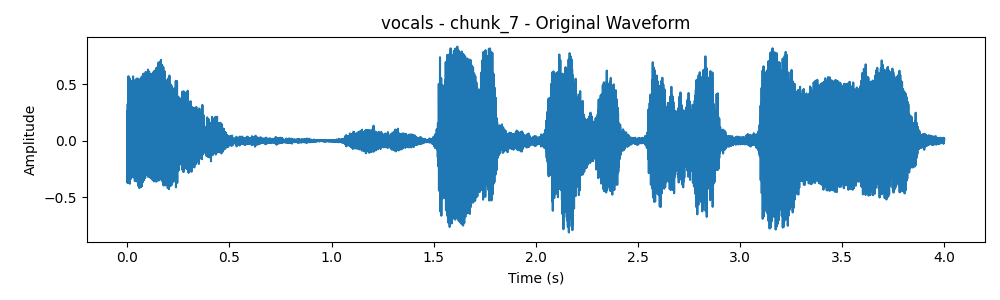 vocals - chunk_7 - Original Waveform
Amplitude
0.5
0.0
−0.5
0.0 0.5 1.0 1.5 2.0 2.5 3.0 3.5 4.0
Time (s)